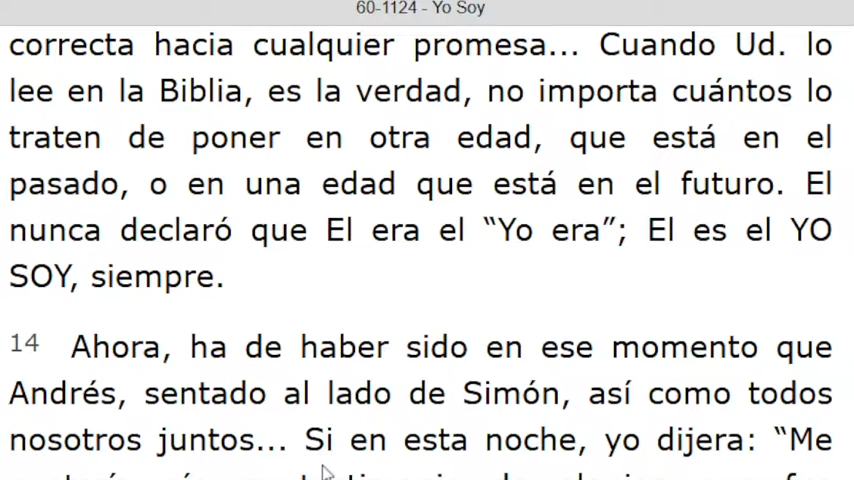 60-1124 - Yo Soy
correcta hacia cualquier promesa... Cuando Ud. lo
lee en la Biblia, es la verdad, no importa cuántos lo
traten de poner en otra edad, que está en el
pasado, o en una edad que está en el futuro. El
nunca declaró que El era el “Yo era”; El es el YO
SOY, siempre.
14 Ahora, ha de haber sido en ese momento que
Andrés, sentado al lado de Simón, así como todos
nosotros juntos... Si en esta noche, yo dijera: “Me